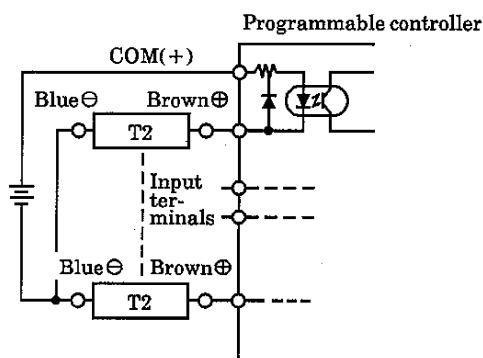 Programmable controller
COM(+)
Blue⊖ Brown⊕
T2
Input
ter-
minals
Blue⊖ Brown⊕
T2